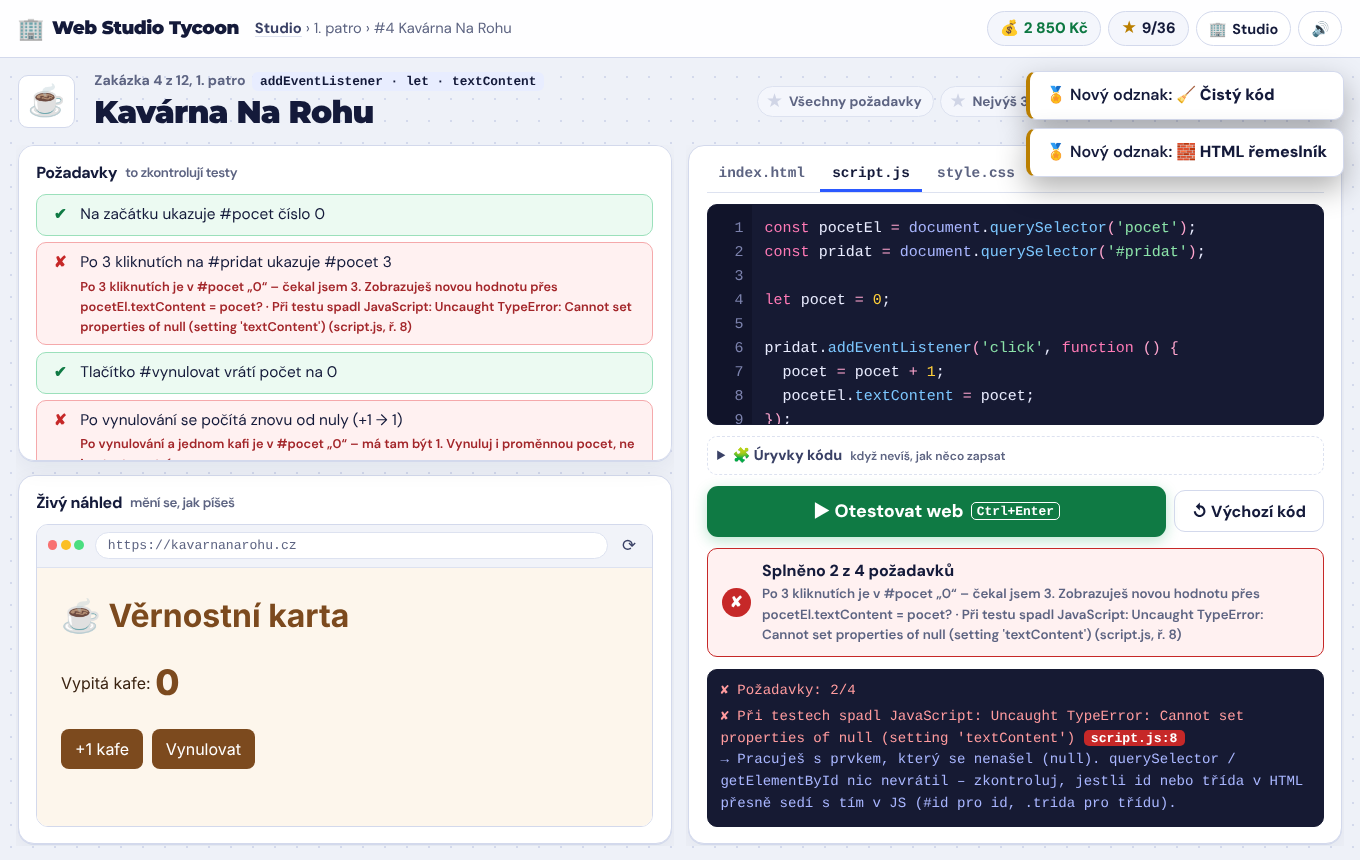 🏢 Web Studio Tycoon Studio › 1. patro › #4 Kavárna Na Rohu
💰 2 850 Kč ★ 9/36 🏢 Studio 🔊
Zakázka 4 z 12, 1. patro addEventListener · let · textContent
Kavárna Na Rohu
★ Všechny požadavky ★ Nejvýš 3
🏅 Nový odznak: 🧹 Čistý kód
🏅 Nový odznak: 🧱 HTML řemeslník
Požadavky to zkontrolují testy
✔ Na začátku ukazuje #pocet číslo 0
✘ Po 3 kliknutích na #pridat ukazuje #pocet 3
Po 3 kliknutích je v #pocet „0“ – čekal jsem 3. Zobrazuješ novou hodnotu přes
pocetEl.textContent = pocet? · Při testu spadl JavaScript: Uncaught TypeError: Cannot set
properties of null (setting 'textContent') (script.js, ř. 8)
✔ Tlačítko #vynulovat vrátí počet na 0
✘ Po vynulování se počítá znovu od nuly (+1 → 1)
Po vynulování a jednom kafi je v #pocet „0“ – má tam být 1. Vynuluj i proměnnou pocet, ne
Živý náhled mění se, jak píšeš
https://kavarnanarohu.cz ⟳
☕ Věrnostní karta
Vypitá kafe: 0
+1 kafe Vynulovat
index.html script.js style.css
1 const pocetEl = document.querySelector('pocet');
2 const pridat = document.querySelector('#pridat');
3
4 let pocet = 0;
5
6 pridat.addEventListener('click', function () {
7 pocet = pocet + 1;
8 pocetEl.textContent = pocet;
9 });
▶ 🧩 Úryvky kódu když nevíš, jak něco zapsat
▶ Otestovat web Ctrl+Enter
↺ Výchozí kód
✘ Splněno 2 z 4 požadavků
Po 3 kliknutích je v #pocet „0“ – čekal jsem 3. Zobrazuješ novou hodnotu přes
pocetEl.textContent = pocet? · Při testu spadl JavaScript: Uncaught TypeError:
Cannot set properties of null (setting 'textContent') (script.js, ř. 8)
✘ Požadavky: 2/4
✘ Při testech spadl JavaScript: Uncaught TypeError: Cannot set
properties of null (setting 'textContent') script.js:8
→ Pracuješ s prvkem, který se nenašel (null). querySelector /
getElementById nic nevrátil – zkontroluj, jestli id nebo třída v HTML
přesně sedí s tím v JS (#id pro id, .trida pro třídu).